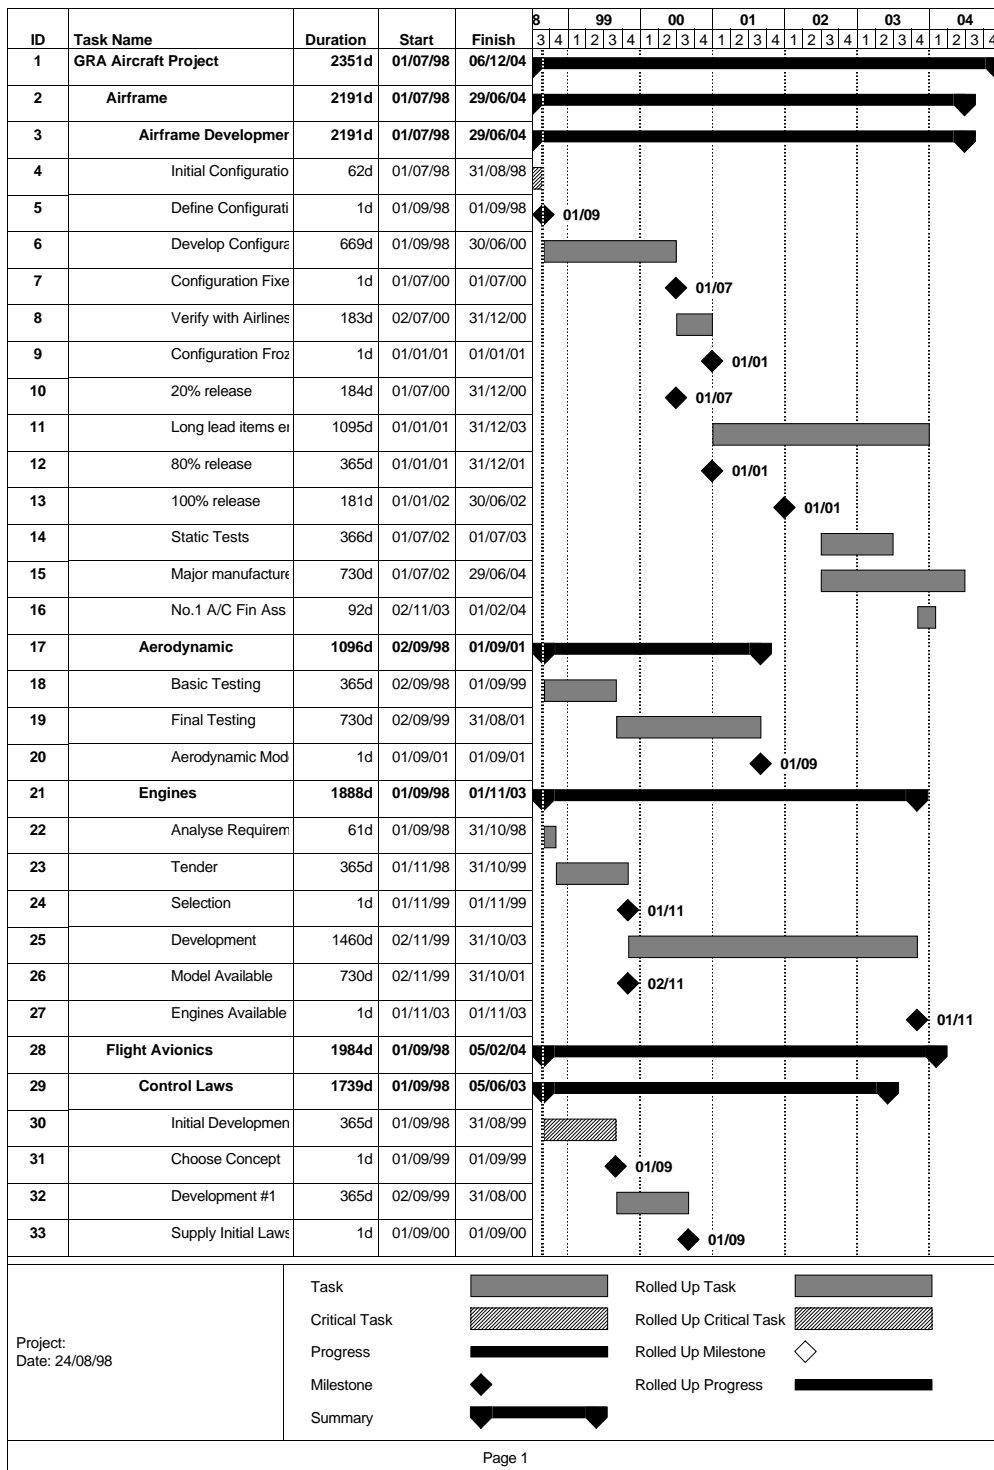 8 99 00 01 02 03 04
ID Task Name Duration Start Finish 3 4 1 2 3 4 1 2 3 4 1 2 3 4 1 2 3 4 1 2 3 4 1 2 3 4
1 GRA Aircraft Project 2351d 01/07/98 06/12/04
2 Airframe 2191d 01/07/98 29/06/04
3 Airframe Developmer 2191d 01/07/98 29/06/04
4 Initial Configuratio 62d 01/07/98 31/08/98
5 Define Configurati 1d 01/09/98 01/09/98 01/09
6 Develop Configura 669d 01/09/98 30/06/00
7 Configuration Fixe 1d 01/07/00 01/07/00 01/07
8 Verify with Airlines 183d 02/07/00 31/12/00
9 Configuration Froz 1d 01/01/01 01/01/01 01/01
10 20% release 184d 01/07/00 31/12/00 01/07
11 Long lead items er 1095d 01/01/01 31/12/03
12 80% release 365d 01/01/01 31/12/01 01/01
13 100% release 181d 01/01/02 30/06/02 01/01
14 Static Tests 366d 01/07/02 01/07/03
15 Major manufacture 730d 01/07/02 29/06/04
16 No.1 A/C Fin Ass 92d 02/11/03 01/02/04
17 Aerodynamic 1096d 02/09/98 01/09/01
18 Basic Testing 365d 02/09/98 01/09/99
19 Final Testing 730d 02/09/99 31/08/01
20 Aerodynamic Mod 1d 01/09/01 01/09/01 01/09
21 Engines 1888d 01/09/98 01/11/03
22 Analyse Requirem 61d 01/09/98 31/10/98
23 Tender 365d 01/11/98 31/10/99
24 Selection 1d 01/11/99 01/11/99 01/11
25 Development 1460d 02/11/99 31/10/03
26 Model Available 730d 02/11/99 31/10/01 02/11
27 Engines Available 1d 01/11/03 01/11/03 01/11
28 Flight Avionics 1984d 01/09/98 05/02/04
29 Control Laws 1739d 01/09/98 05/06/03
30 Initial Developmen 365d 01/09/98 31/08/99
31 Choose Concept 1d 01/09/99 01/09/99 01/09
32 Development #1 365d 02/09/99 31/08/00
33 Supply Initial Laws 1d 01/09/00 01/09/00 01/09
Project:
Date: 24/08/98
Task Rolled Up Task
Critical Task Rolled Up Critical Task
Progress Rolled Up Milestone
Milestone Rolled Up Progress
Summary
Page 1